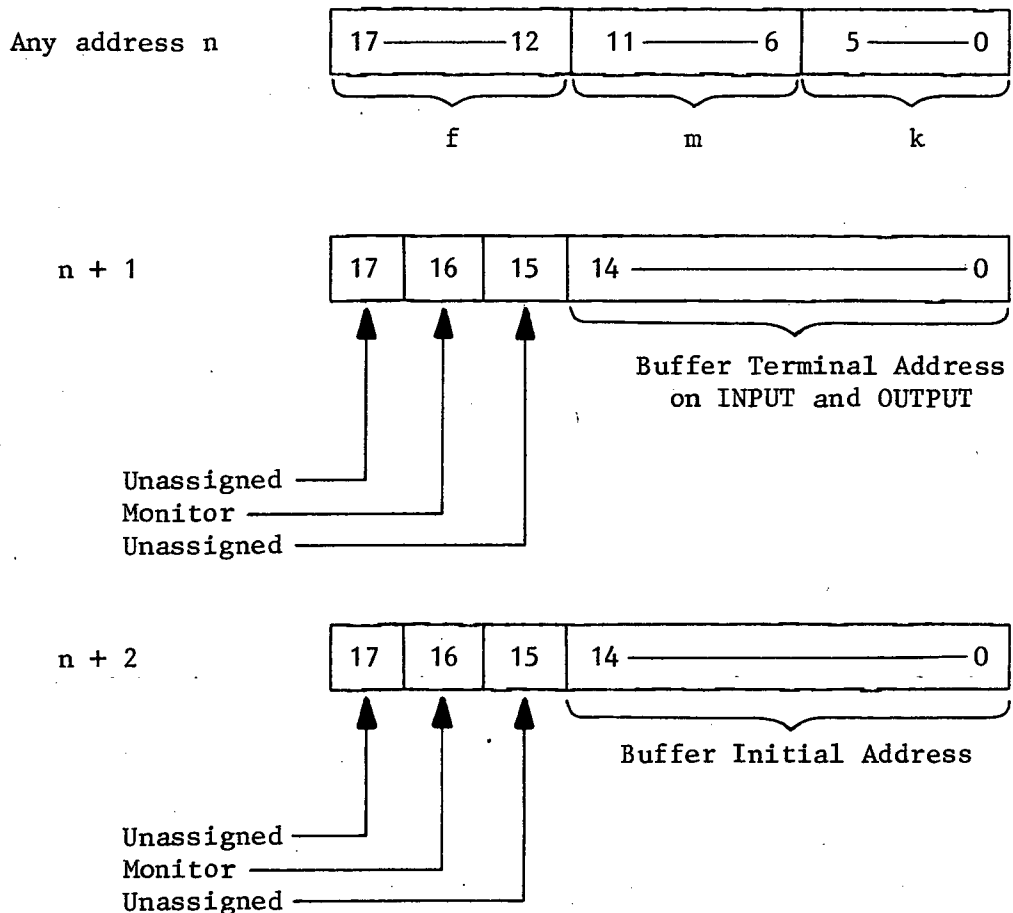 Any address n
17 12 11 6 5 0
f m k
n + 1
17 16 15 14 0
Buffer Terminal Address
on INPUT and OUTPUT
Unassigned
Monitor
Unassigned
n + 2
17 16 15 14 0
Buffer Initial Address
Unassigned
Monitor
Unassigned